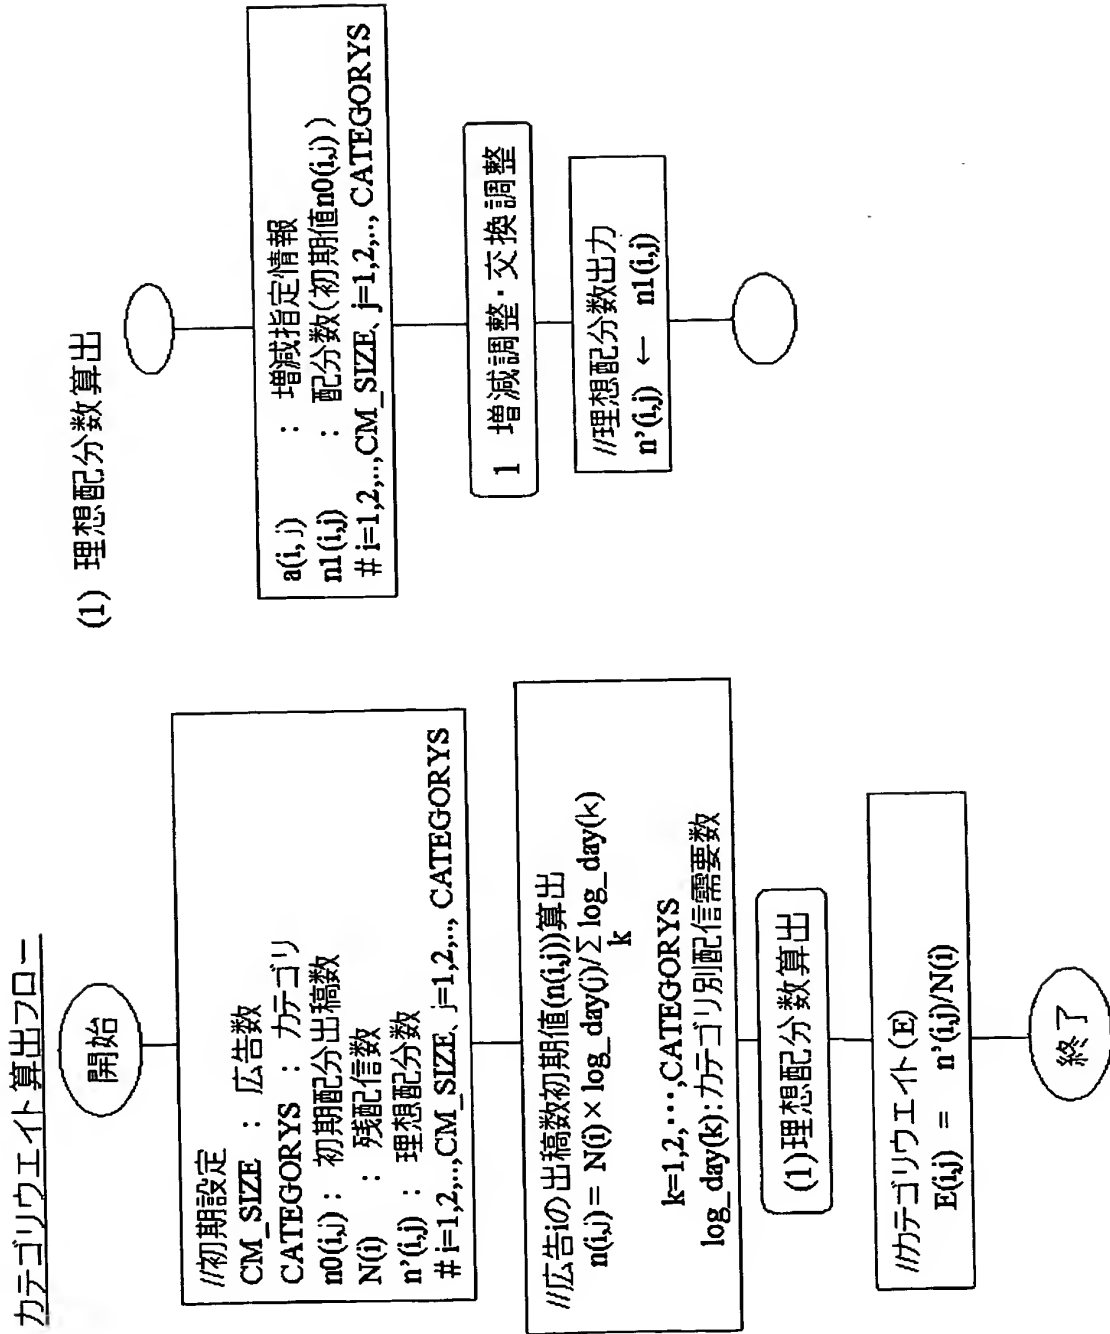 カテゴリウエイト算出フロー
開始
//初期設定
CM_SIZE : 広告数
CATEGORYS : カテゴリ
n0(i,j) : 初期配分出稿数
N(i) : 残配信数
n'(i,j) : 理想配分数
# i=1,2,..,CM_SIZE、j=1,2,.., CATEGORYS
//広告iの出稿数初期値(n(i,j))算出
n(i,j) = N(i) × log_day(j)/Σ log_day(k)
k
k=1,2,･･･,CATEGORYS
log_day(k):カテゴリ別配信需要数
(1)理想配分数算出
//カテゴリウエイト(E)
E(i,j) = n'(i,j)/N(i)
終了
(1) 理想配分数算出
a(i, j) : 増減指定情報
n1(i,j) : 配分数(初期値n0(i,j))
# i=1,2,..,CM_SIZE、j=1,2,.., CATEGORYS
1 増減調整・交換調整
//理想配分数出力
n'(i,j) ← n1(i,j)